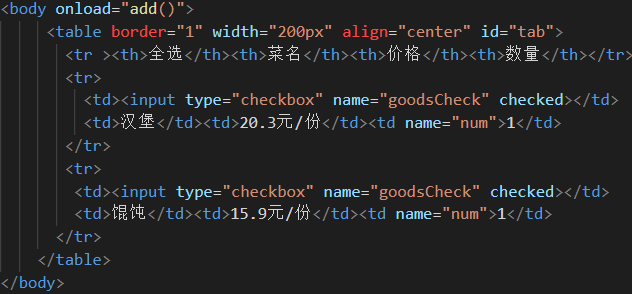 <body onload="add()">
<table border="1" width="200px" align="center" id="tab">
<tr ><th>全选</th><th>菜名</th><th>价格</th><th>数量</th></tr>
<tr>
<td><input type="checkbox" name="goodsCheck" checked></td>
<td>汉堡</td><td>20.3元/份</td><td name="num">1</td>
</tr>
<tr>
<td><input type="checkbox" name="goodsCheck" checked></td>
<td>馄饨</td><td>15.9元/份</td><td name="num">1</td>
</tr>
</table>
</body>